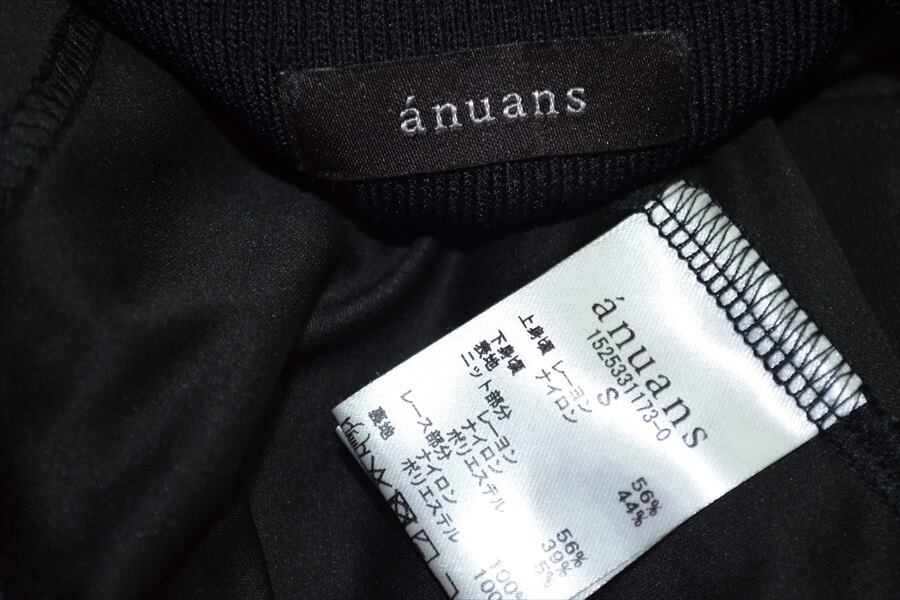 ánuans
ánuans
1525331173-0
S
上身頃 レーヨン 56%
ナイロン 44%
下身頃
表地
ニット部分 レーヨン 56%
ナイロン 39%
ポリエステル 5%
レース部分
ナイロン 100%
裏地 ポリエステル 100